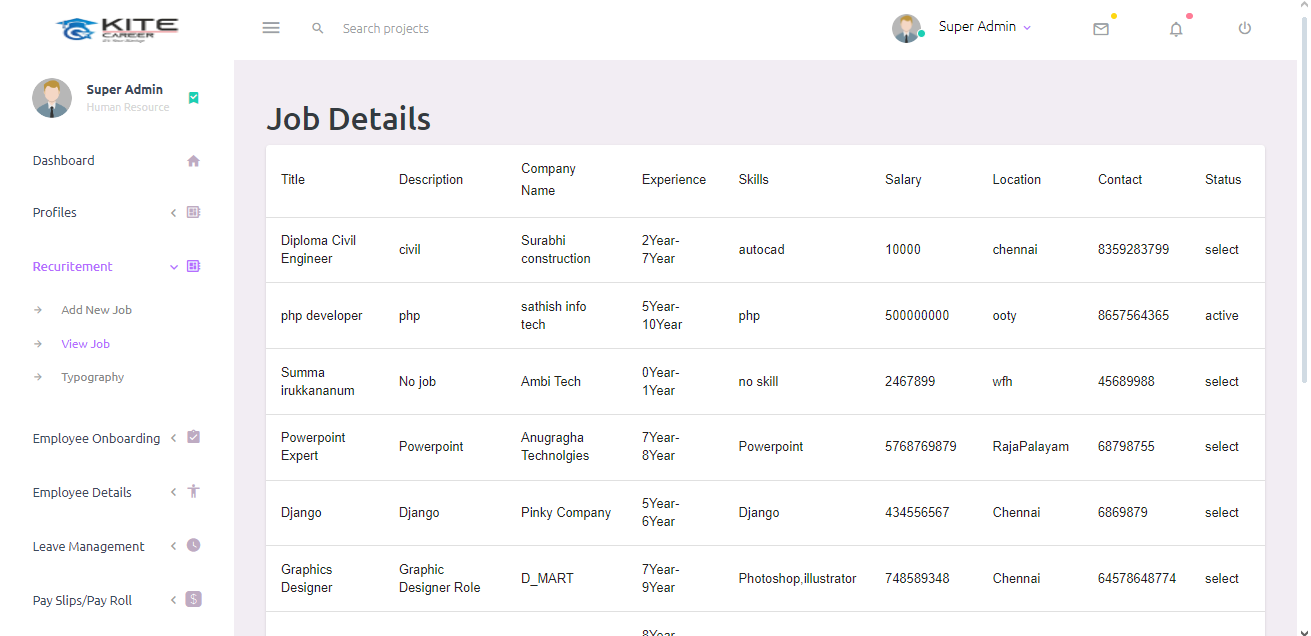 KITE
CAREER
Search projects
Super Admin
Super Admin
Human Resource
Dashboard
Profiles
Recuritement
Add New Job
View Job
Typography
Employee Onboarding
Employee Details
Leave Management
Pay Slips/Pay Roll
$
Job Details
Title Description Company Name Experience Skills Salary Location Contact Status
Diploma Civil Engineer civil Surabhi construction 2Year-7Year autocad 10000 chennai 8359283799 select
php developer php sathish info tech 5Year-10Year php 500000000 ooty 8657564365 active
Summa irukkananum No job Ambi Tech 0Year-1Year no skill 2467899 wfh 45689988 select
Powerpoint Expert Powerpoint Anugragha Technolgies 7Year-8Year Powerpoint 5768769879 RajaPalayam 68798755 select
Django Django Pinky Company 5Year-6Year Django 434556567 Chennai 6869879 select
Graphics Designer Graphic Designer Role D_MART 7Year-9Year Photoshop,illustrator 748589348 Chennai 64578648774 select
8Year-